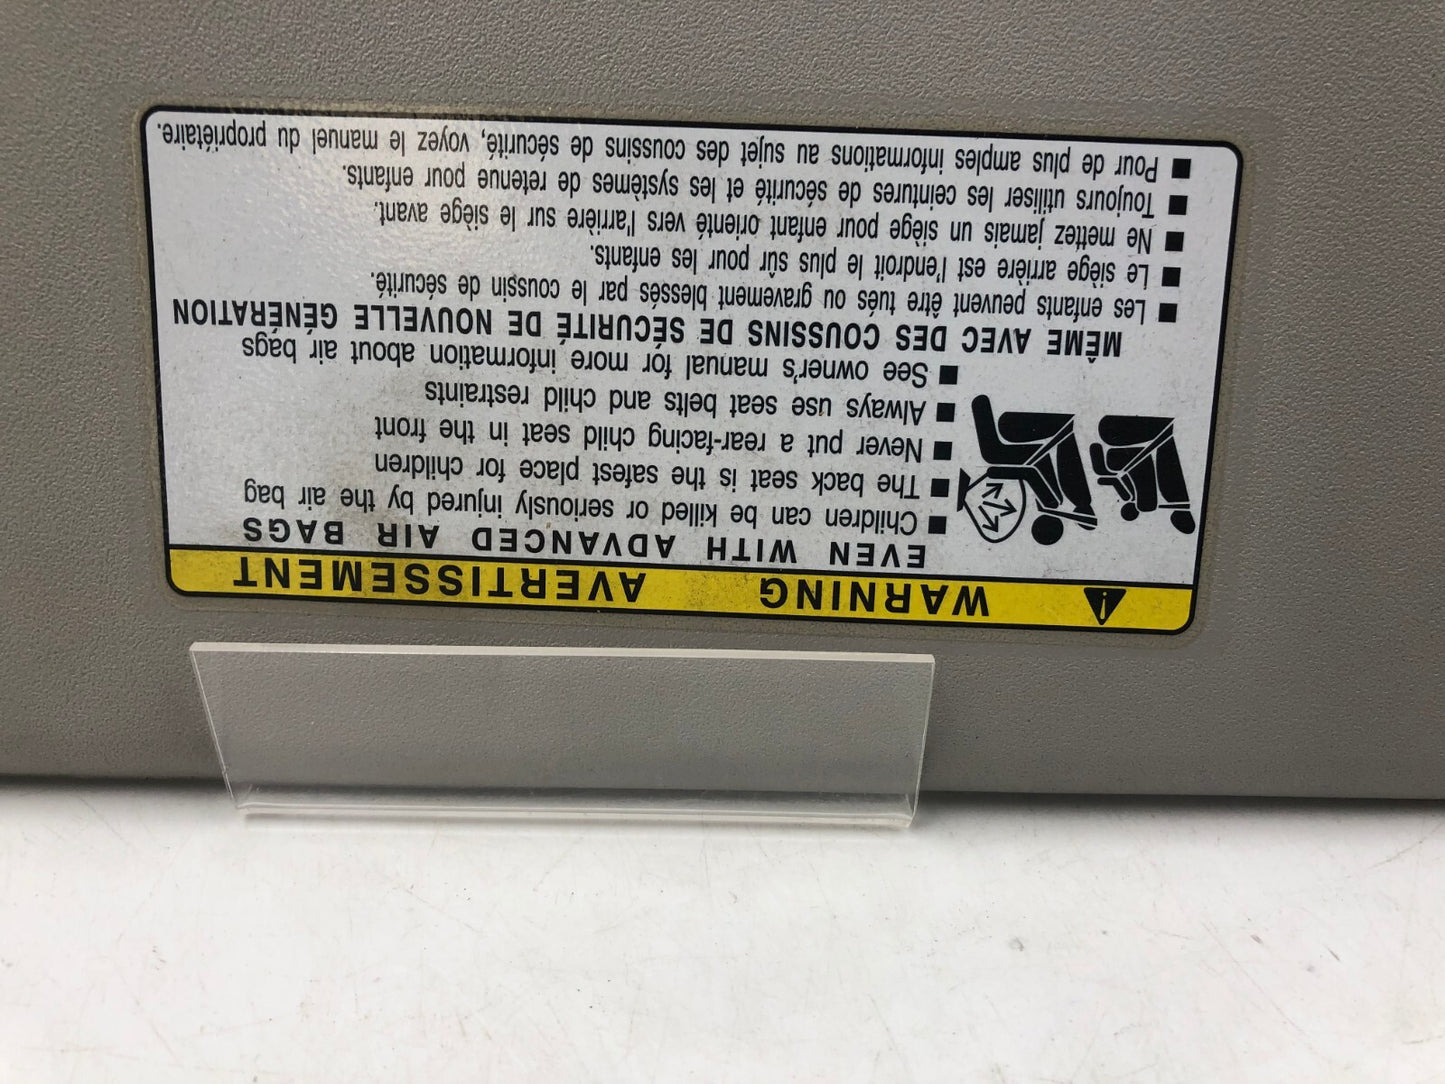 WARNING AVERTISSEMENT
EVEN WITH ADVANCED AIR BAGS
■ Children can be killed or seriously injured by the air bag
■ The back seat is the safest place for children
■ Never put a rear-facing child seat in the front
■ Always use seat belts and child restraints
■ See owner's manual for more information about air bags
MÊME AVEC DES COUSSINS DE SÉCURITÉ DE NOUVELLE GÉNÉRATION
■ Les enfants peuvent être tués ou gravement blessés par le coussin de sécurité.
■ Le siège arrière est l'endroit le plus sûr pour les enfants.
■ Ne mettez jamais un siège pour enfant orienté vers l'arrière sur le siège avant.
■ Toujours utiliser les ceintures de sécurité et les systèmes de retenue pour enfants.
■ Pour de plus amples informations au sujet des coussins de sécurité, voyez le manuel du propriétaire.